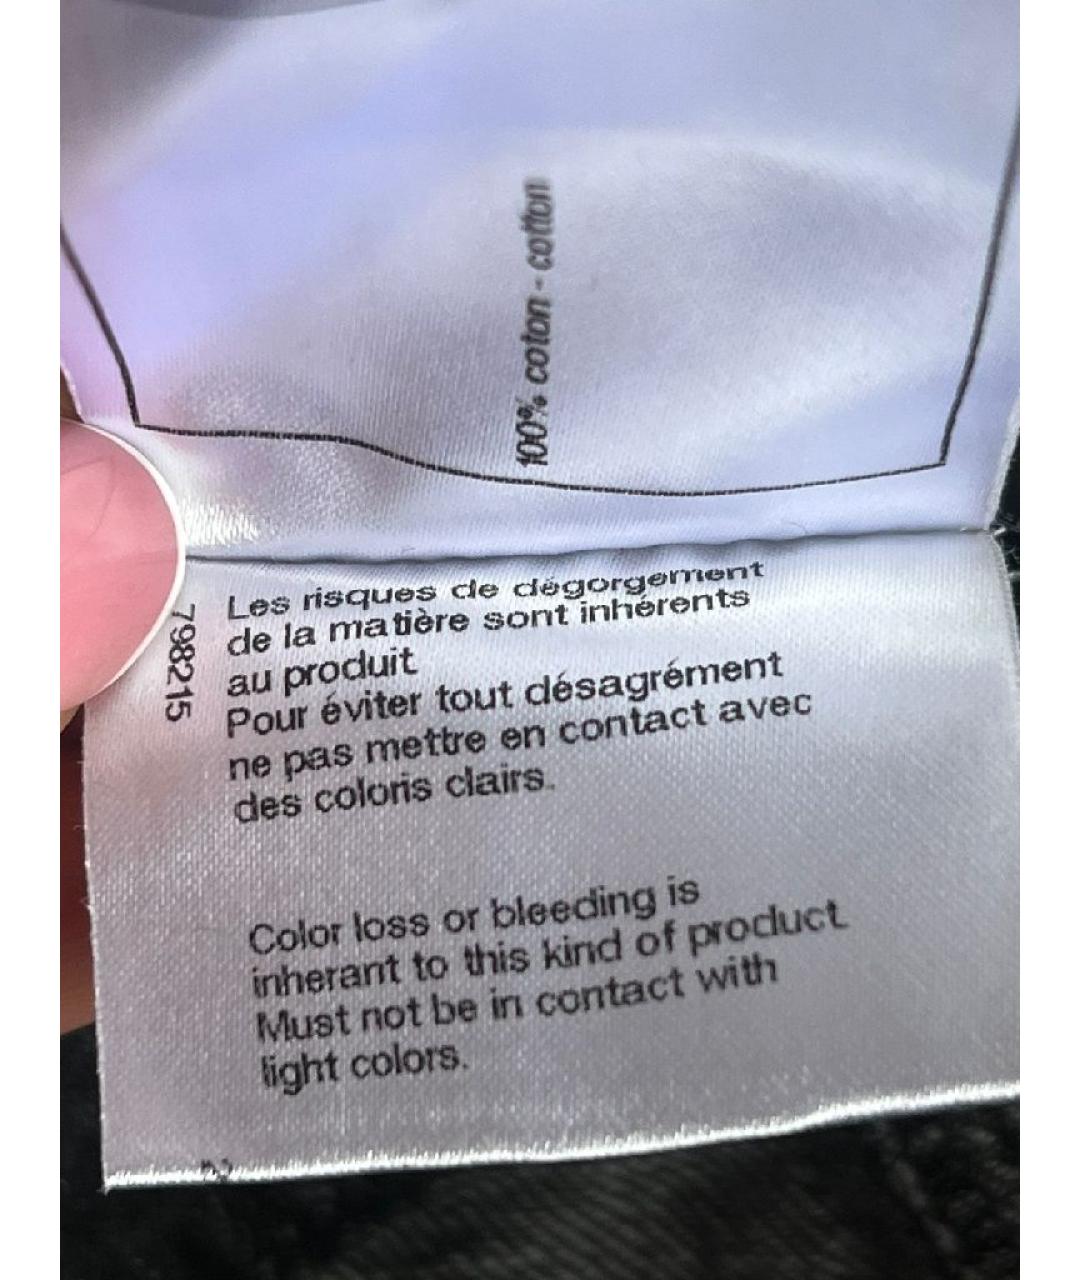 100% coton - cotton
798215
Les risques de dégorgement
de la matière sont inhérents
au produit
Pour éviter tout désagrément
ne pas mettre en contact avec
des coloris clairs.
Color loss or bleeding is
inherant to this kind of product
Must not be in contact with
light colors.